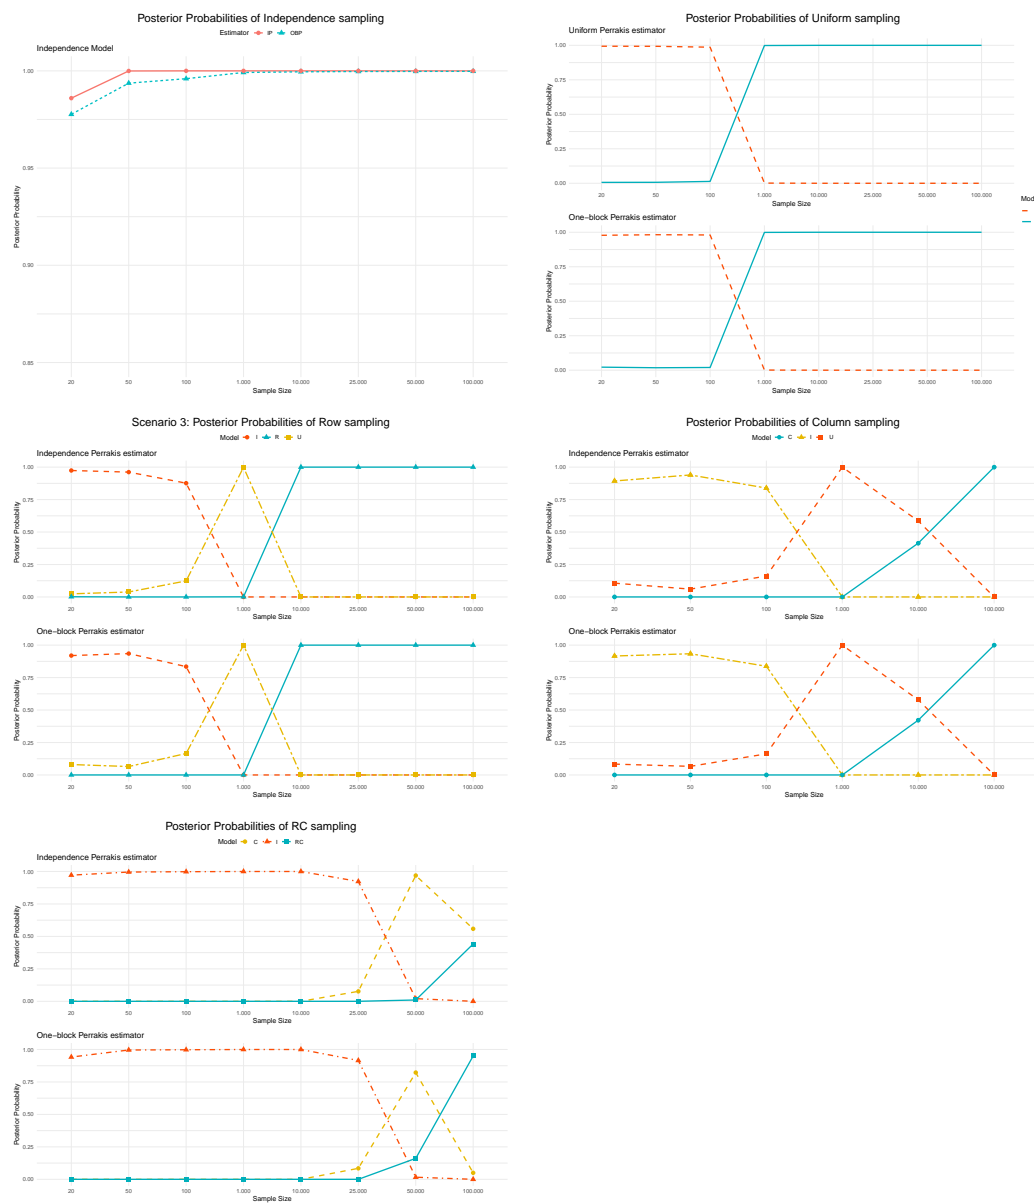 Posterior Probabilities of Independence sampling
Estimator IP OBP
Independence Model
Posterior Probability
1.00
0.95
0.90
0.85
20 50 100 1.000 10.000 25.000 50.000 100.000
Sample Size
Posterior Probabilities of Uniform sampling
Uniform Perrakis estimator
Posterior Probability
1.00
0.75
0.50
0.25
0.00
20 50 100 1.000 10.000 25.000 50.000 100.000
Sample Size
One−block Perrakis estimator
Posterior Probability
1.00
0.75
0.50
0.25
0.00
20 50 100 1.000 10.000 25.000 50.000 100.000
Sample Size
Mod
Scenario 3: Posterior Probabilities of Row sampling
Model I R U
Independence Perrakis estimator
Posterior Probability
1.00
0.75
0.50
0.25
0.00
20 50 100 1.000 10.000 25.000 50.000 100.000
Sample Size
One−block Perrakis estimator
Posterior Probability
1.00
0.75
0.50
0.25
0.00
20 50 100 1.000 10.000 25.000 50.000 100.000
Sample Size
Posterior Probabilities of Column sampling
Model C I U
Independence Perrakis estimator
Posterior Probability
1.00
0.75
0.50
0.25
0.00
20 50 100 1.000 10.000 100.000
Sample Size
One−block Perrakis estimator
Posterior Probability
1.00
0.75
0.50
0.25
0.00
20 50 100 1.000 10.000 100.000
Sample Size
Posterior Probabilities of RC sampling
Model C I RC
Independence Perrakis estimator
Posterior Probability
1.00
0.75
0.50
0.25
0.00
20 50 100 1.000 10.000 25.000 50.000 100.000
Sample Size
One−block Perrakis estimator
Posterior Probability
1.00
0.75
0.50
0.25
0.00
20 50 100 1.000 10.000 25.000 50.000 100.000
Sample Size